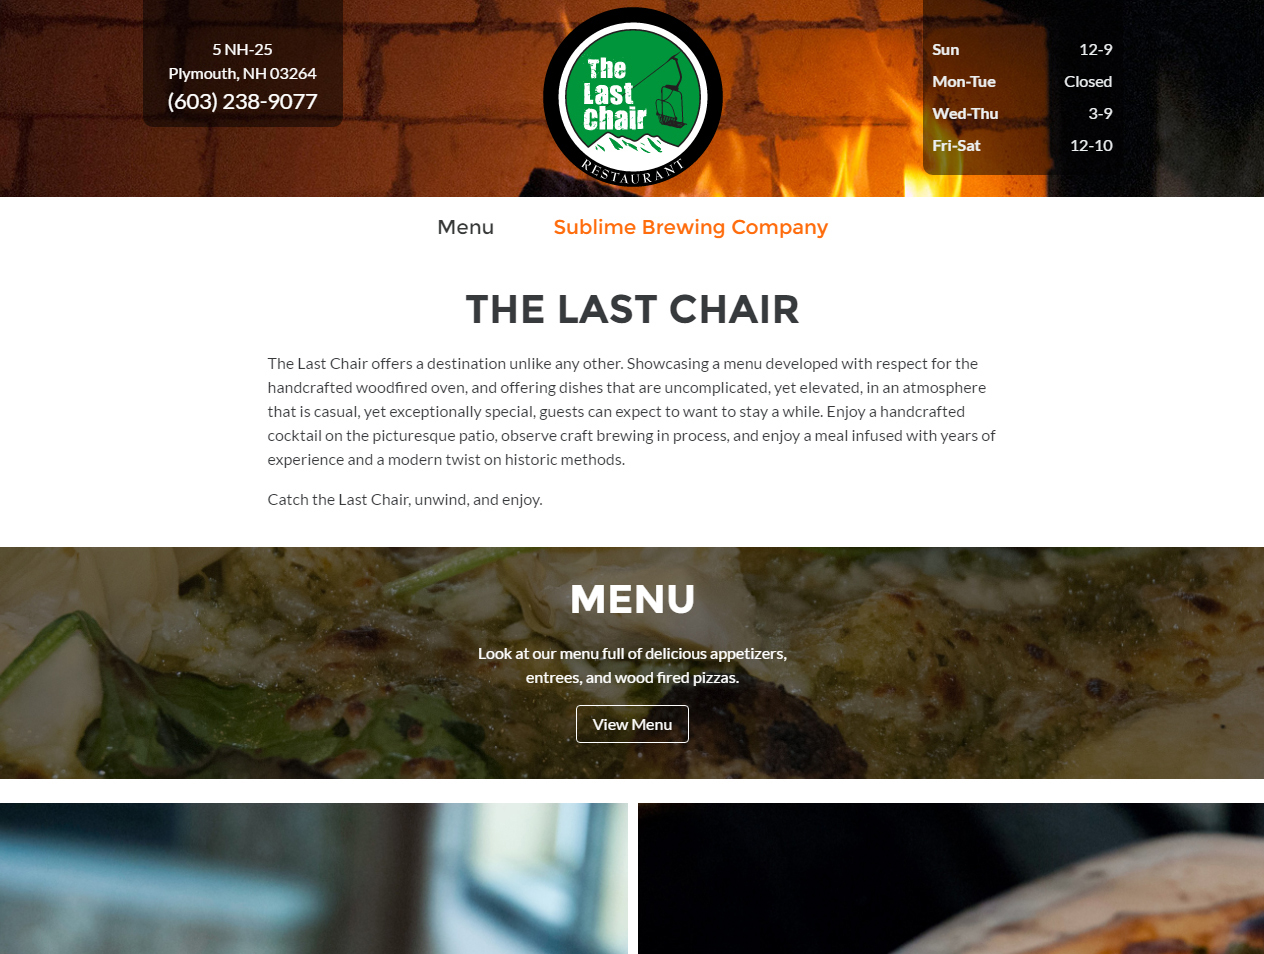 5 NH-25
Plymouth, NH 03264
(603) 238-9077
The
Last
Chair
RESTAURANT
Sun 12-9
Mon-Tue Closed
Wed-Thu 3-9
Fri-Sat 12-10
Menu Sublime Brewing Company
THE LAST CHAIR
The Last Chair offers a destination unlike any other. Showcasing a menu developed with respect for the
handcrafted woodfired oven, and offering dishes that are uncomplicated, yet elevated, in an atmosphere
that is casual, yet exceptionally special, guests can expect to want to stay a while. Enjoy a handcrafted
cocktail on the picturesque patio, observe craft brewing in process, and enjoy a meal infused with years of
experience and a modern twist on historic methods.
Catch the Last Chair, unwind, and enjoy.
MENU
Look at our menu full of delicious appetizers,
entrees, and wood fired pizzas.
View Menu